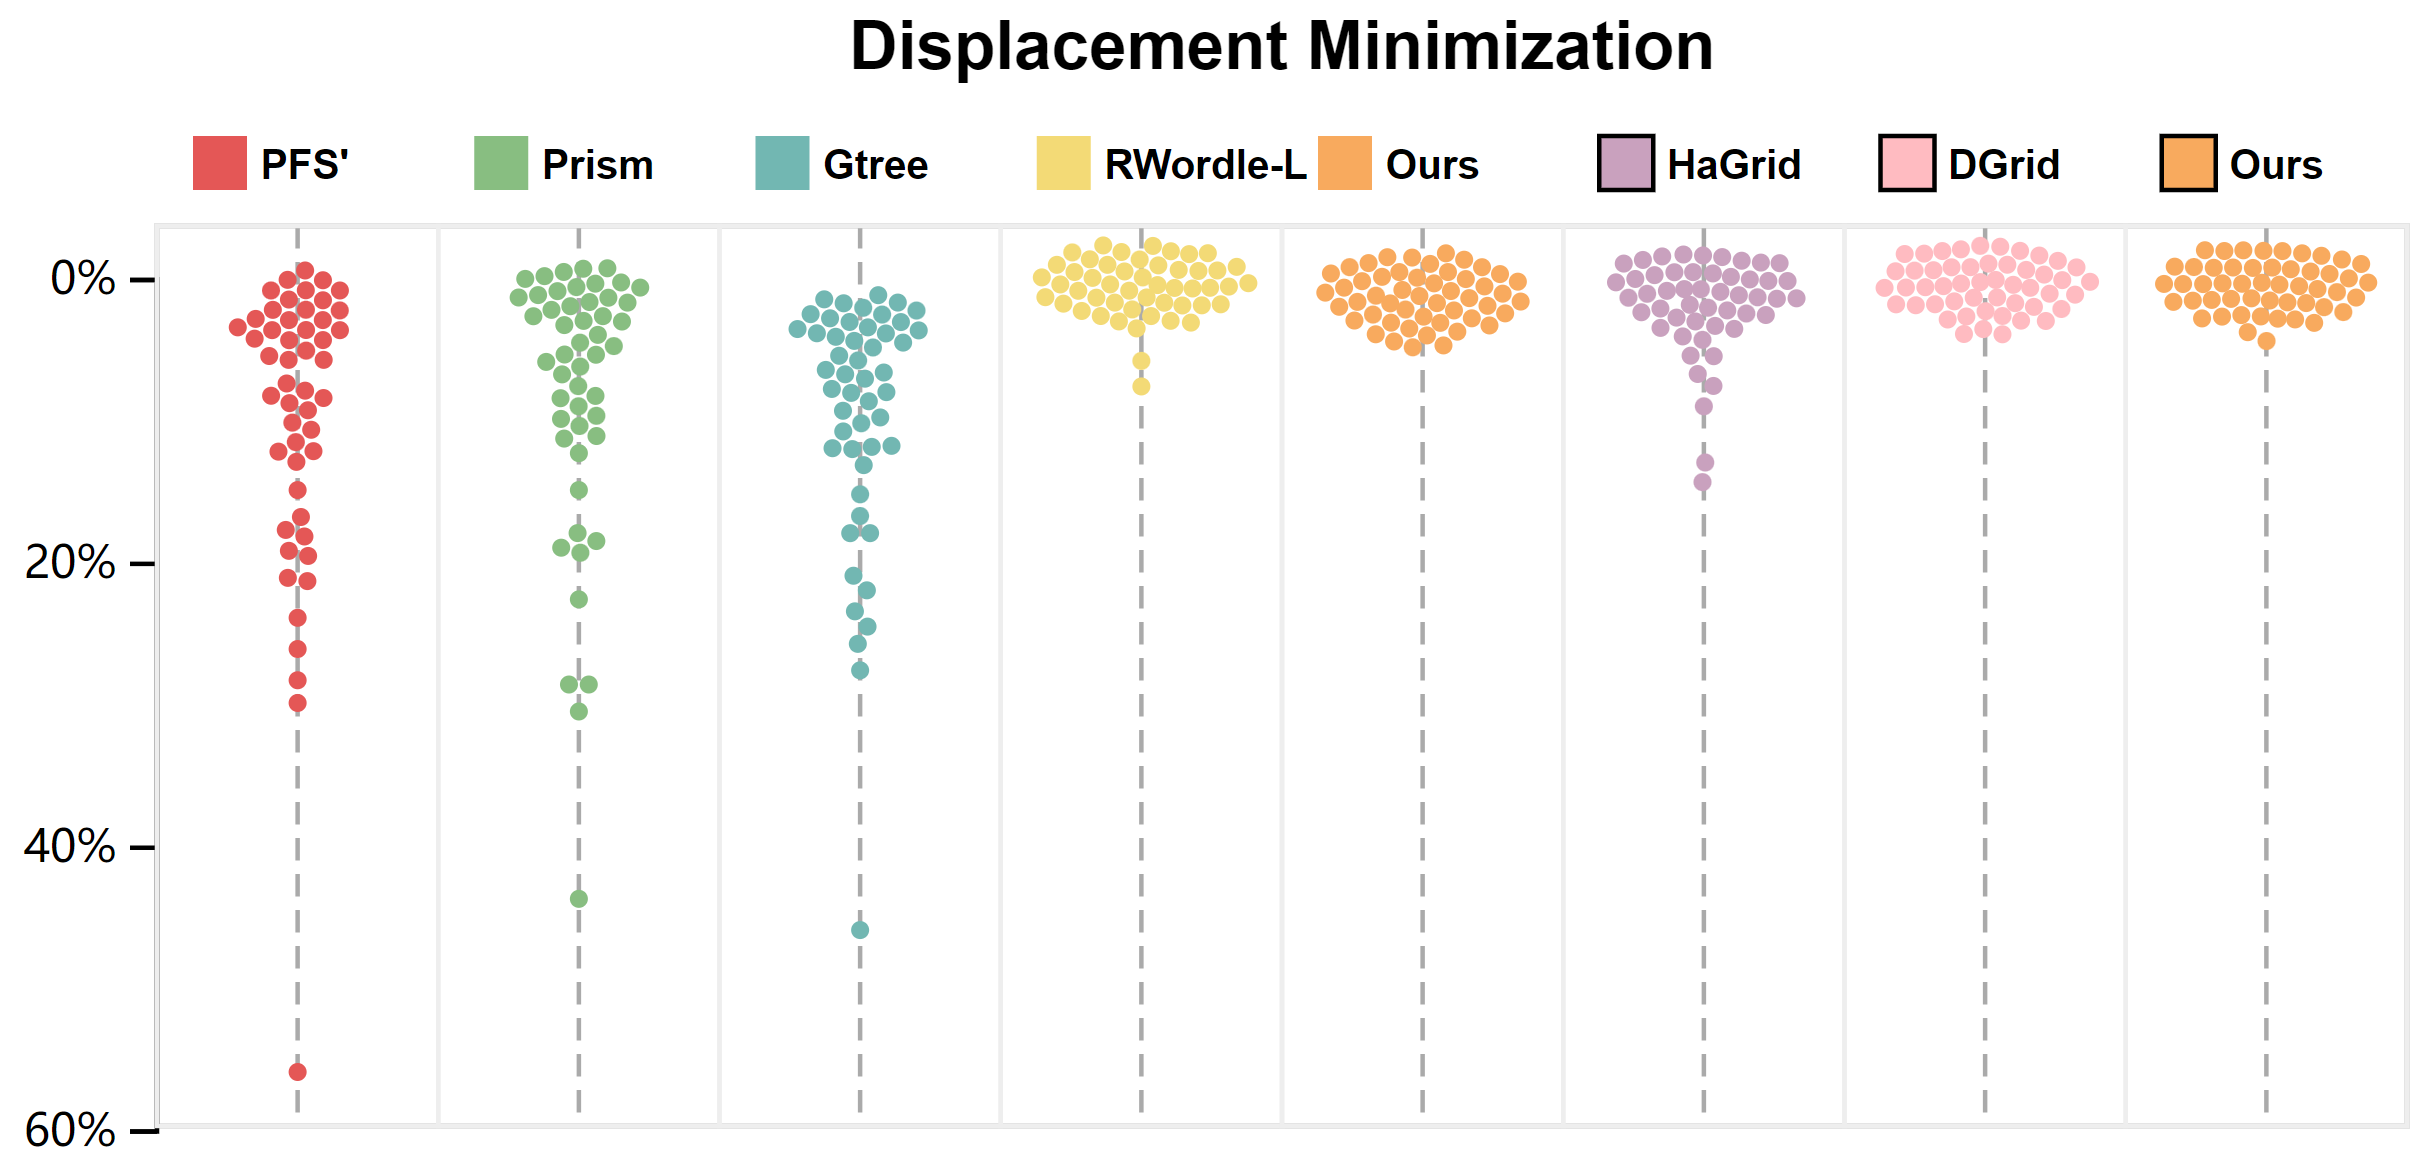 Displacement Minimization
PFS' Prism Gtree RWordle-L Ours HaGrid DGrid Ours
0%
20%
40%
60%